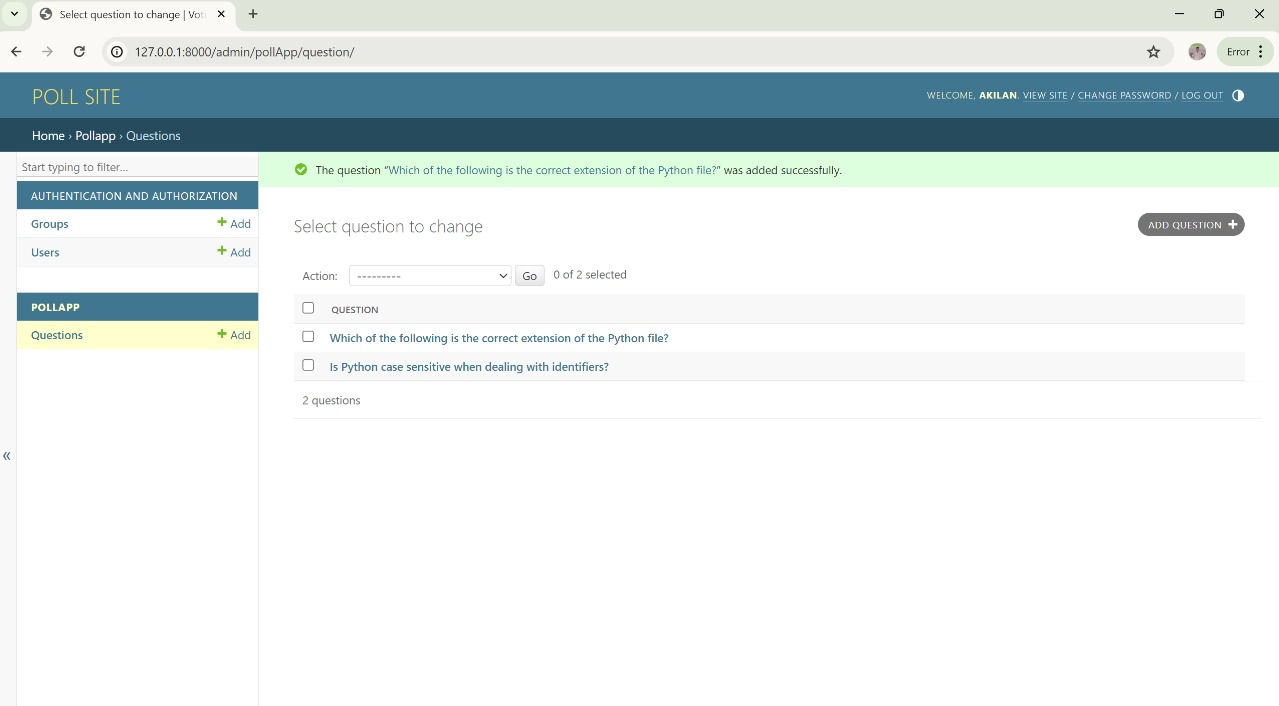 Select question to change | Vot
127.0.0.1:8000/admin/pollApp/question/
Error
POLL SITE
WELCOME, AKILAN. VIEW SITE / CHANGE PASSWORD / LOG OUT
Home › Pollapp › Questions
Start typing to filter...
The question “Which of the following is the correct extension of the Python file?” was added successfully.
AUTHENTICATION AND AUTHORIZATION
Groups + Add
Users + Add
POLLAPP
Questions + Add
Select question to change
ADD QUESTION +
Action: --------- Go 0 of 2 selected
QUESTION
Which of the following is the correct extension of the Python file?
Is Python case sensitive when dealing with identifiers?
2 questions
«